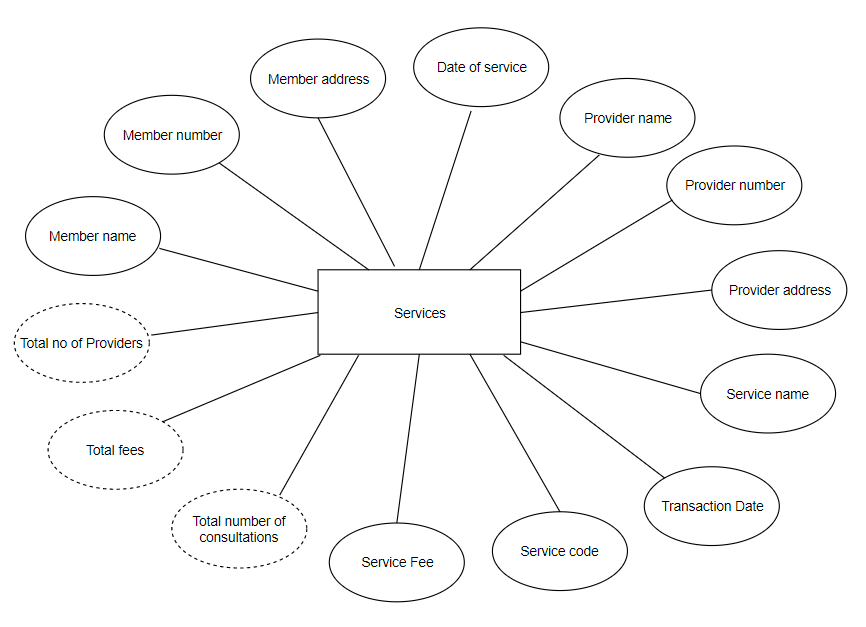 Date of service
Member address
Provider name
Member number
Provider number
Member name
Provider address
Services
Total no of Providers
Service name
Total fees
Transaction Date
Total number of
consultations
Service code
Service Fee